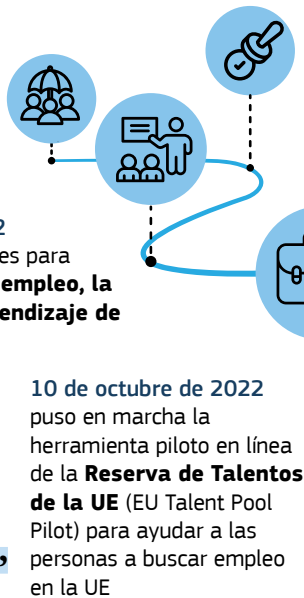 2
es para
empleo, la
endizaje de
10 de octubre de 2022
puso en marcha la
herramienta piloto en línea
de la Reserva de Talentos
de la UE (EU Talent Pool
Pilot) para ayudar a las
personas a buscar empleo
en la UE
”